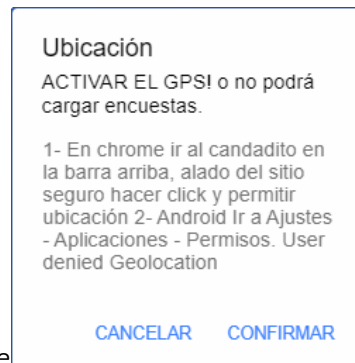 Ubicación
ACTIVAR EL GPS! o no podrá
cargar encuestas.
1- En chrome ir al candadito en
la barra arriba, alado del sitio
seguro hacer click y permitir
ubicación 2- Android Ir a Ajustes
- Aplicaciones - Permisos. User
denied Geolocation
CANCELAR CONFIRMAR
e